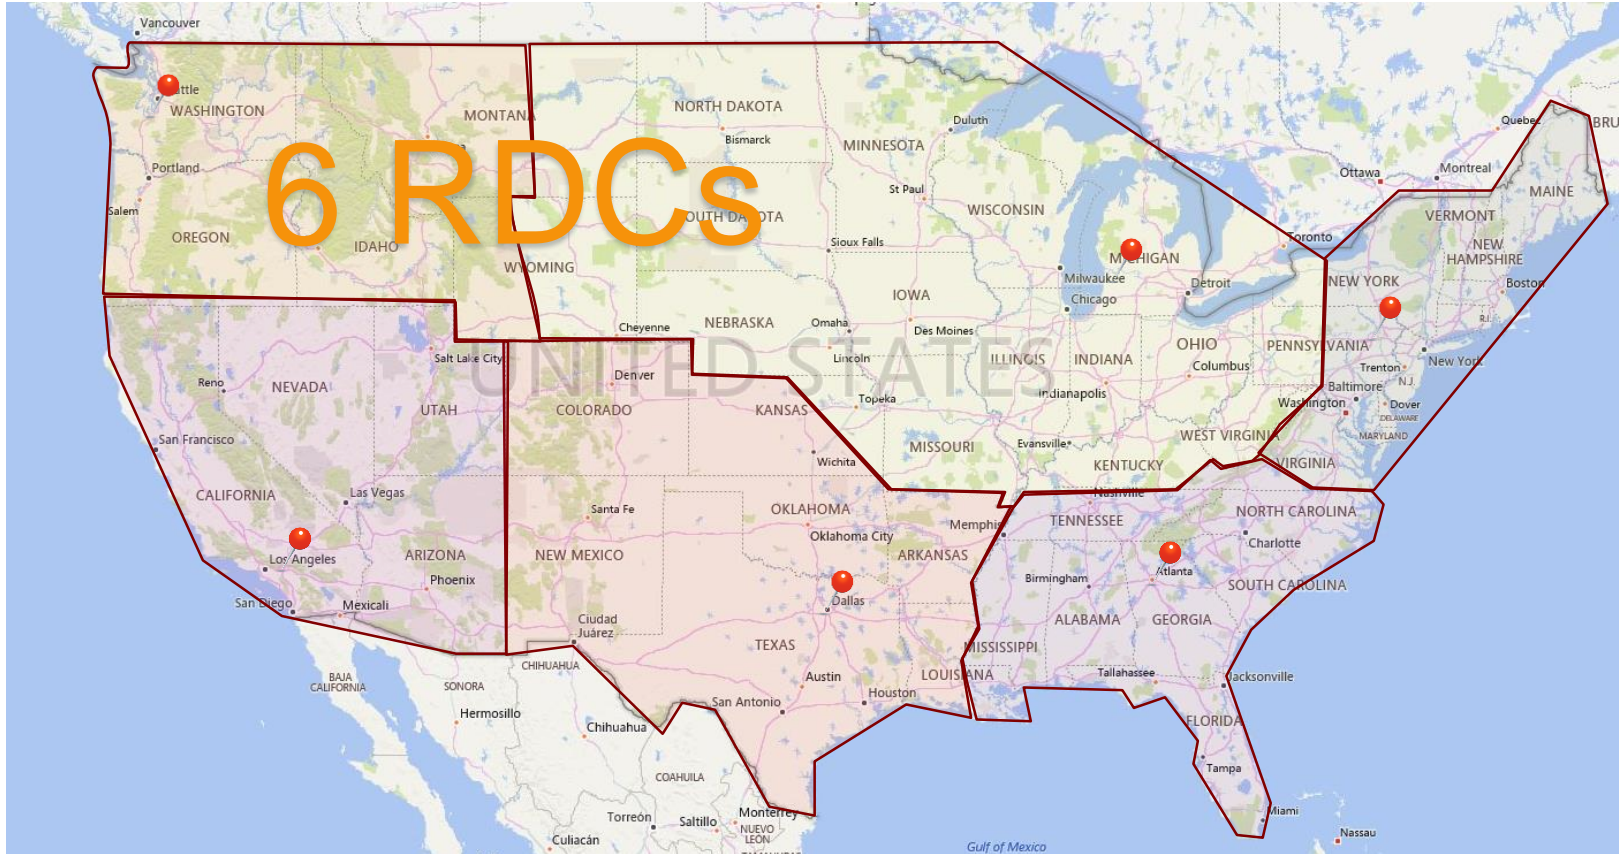 Vancouver
Seattle
WASHINGTON
MONTANA
NORTH DAKOTA
Duluth
Quebec
Bismarck
MINNESOTA
6 RDCs
Portland
Ottawa
Montreal
St Paul
MAINE
Salem
WISCONSIN
SOUTH DAKOTA
VERMONT
OREGON
IDAHO
Sioux Falls
Toronto
NEW
HAMPSHIRE
MICHIGAN
WYOMING
Milwaukee
NEW YORK
Detroit
Boston
IOWA
Chicago
Cheyenne
NEBRASKA
Omaha
Des Moines
R.I.
OHIO
PENNSYLVANIA
Salt Lake City
UNITED STATES
Lincoln
ILLINOIS
INDIANA
Columbus
New York
Trenton
Denver
Reno
NEVADA
N.J.
Baltimore
Indianapolis
Topeka
Washington
Dover
UTAH
COLORADO
KANSAS
DELAWARE
San Francisco
MISSOURI
Evansville
WEST VIRGINIA
MARYLAND
Wichita
KENTUCKY
VIRGINIA
CALIFORNIA
Las Vegas
Nashville
Santa Fe
OKLAHOMA
TENNESSEE
NORTH CAROLINA
Memphis
Oklahoma City
Charlotte
Los Angeles
ARIZONA
NEW MEXICO
ARKANSAS
Atlanta
Phoenix
Birmingham
SOUTH CAROLINA
San Diego
Mexicali
Dallas
Ciudad
Juárez
ALABAMA
GEORGIA
TEXAS
MISSISSIPPI
CHIHUAHUA
BAJA
CALIFORNIA
SONORA
Austin
LOUISIANA
Tallahassee
Jacksonville
Houston
San Antonio
Hermosillo
Chihuahua
FLORIDA
Tampa
COAHUILA
Torreón
Saltillo
Monterrey
Miami
NUEVO
LEÓN
Culiacán
Nassau
Gulf of Mexico